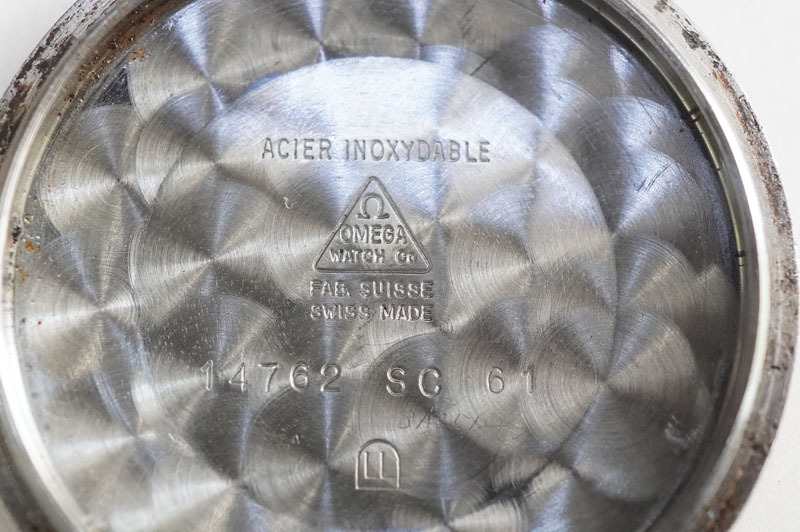 ACIER INOXYDABLE
Ω
OMEGA
WATCH Co
FAB. SUISSE
SWISS MADE
14762 SC 61